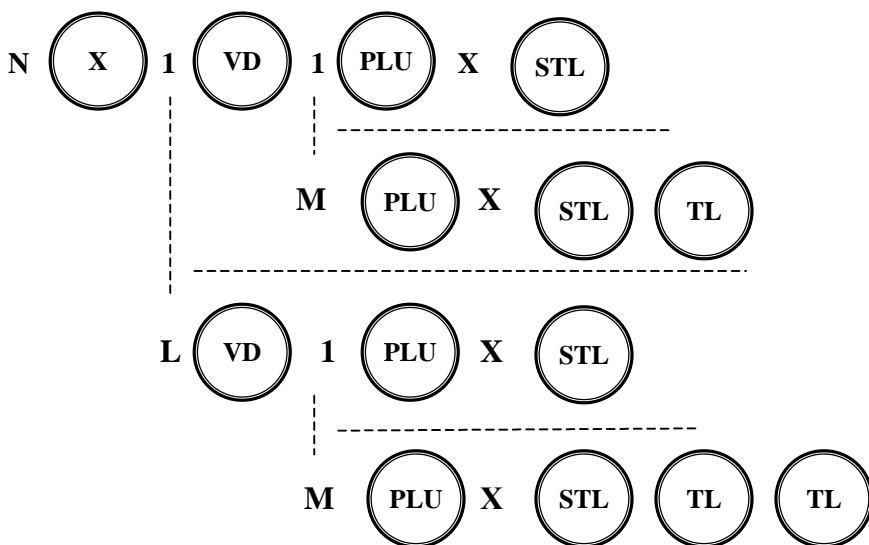 N X 1 VD 1 PLU X STL
M PLU X STL TL
L VD 1 PLU X STL
M PLU X STL TL TL